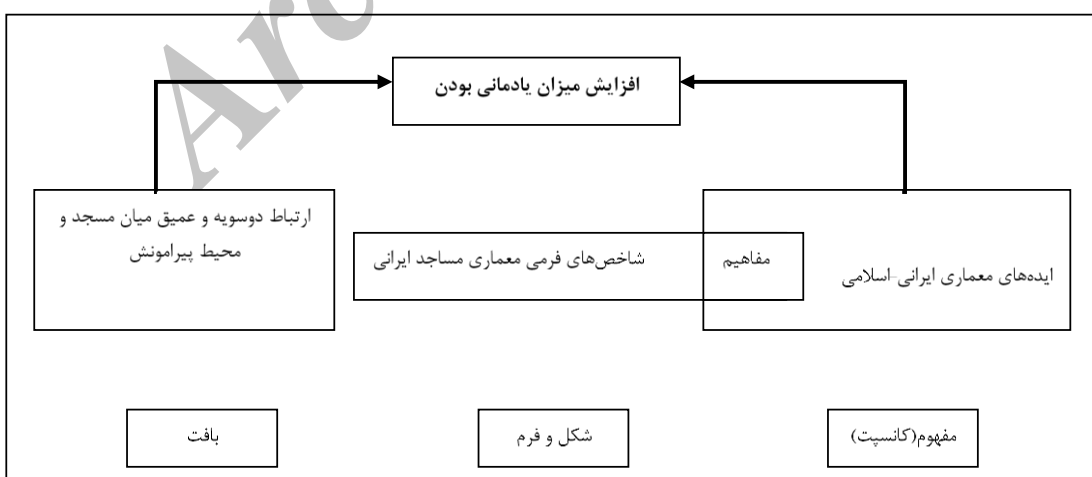 Arc
افزایش میزان یادمانی بودن
ایده‌های معماری ایرانی-اسلامی
مفاهیم
شاخص‌های فرمی معماری مساجد ایرانی
ارتباط دوسویه و عمیق میان مسجد و
محیط پیرامونش
مفهوم(کانسپت)
شکل و فرم
بافت